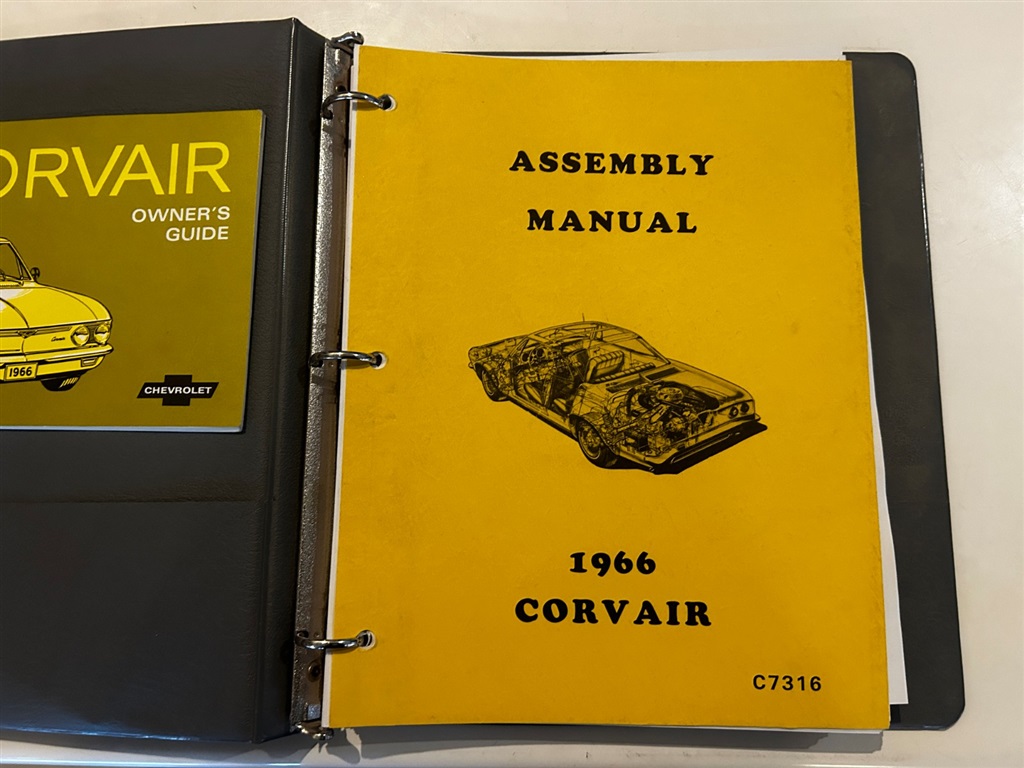 ORVAIR
OWNER'S
GUIDE
1966
CHEVROLET
ASSEMBLY
MANUAL
1966
CORVAIR
C7316